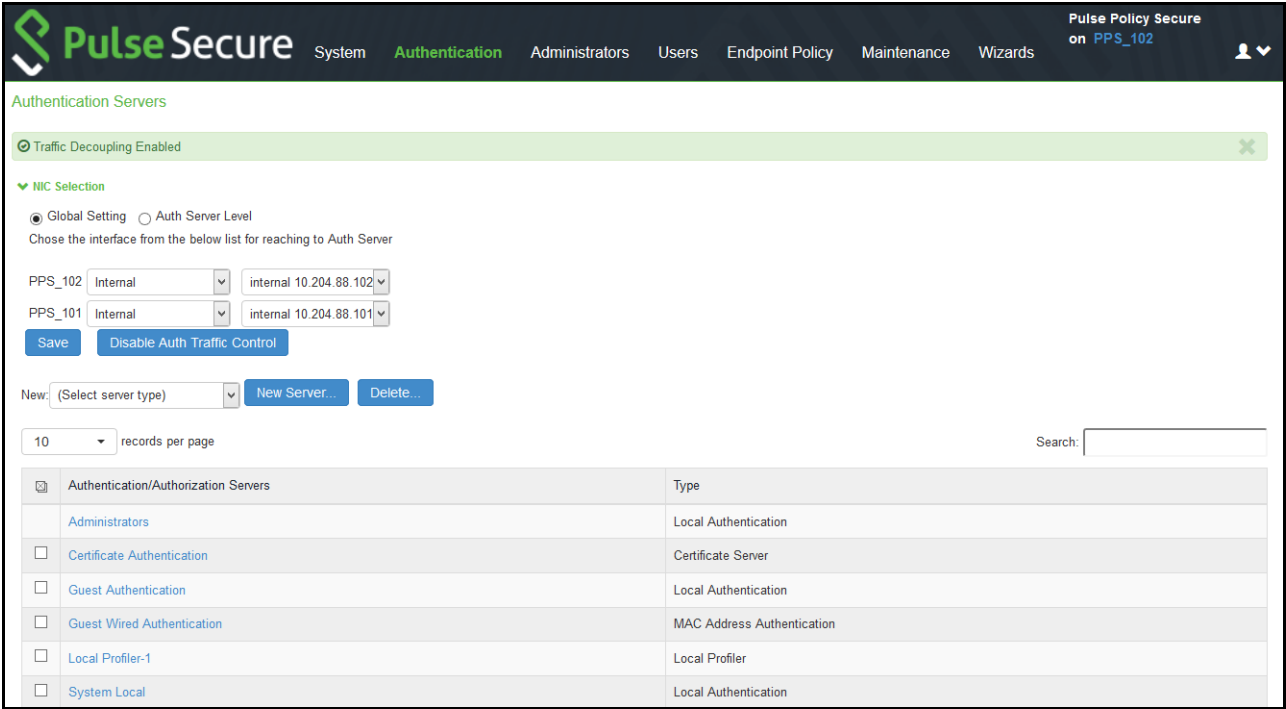 Pulse Secure
System Authentication Administrators Users Endpoint Policy Maintenance Wizards
Pulse Policy Secure
on PPS_102
Authentication Servers
Traffic Decoupling Enabled
NIC Selection
Global Setting Auth Server Level
Chose the interface from the below list for reaching to Auth Server
PPS_102 Internal internal 10.204.88.102
PPS_101 Internal internal 10.204.88.101
Save Disable Auth Traffic Control
New: (Select server type) New Server... Delete...
10 records per page Search:
Authentication/Authorization Servers Type
Administrators Local Authentication
Certificate Authentication Certificate Server
Guest Authentication Local Authentication
Guest Wired Authentication MAC Address Authentication
Local Profiler-1 Local Profiler
System Local Local Authentication